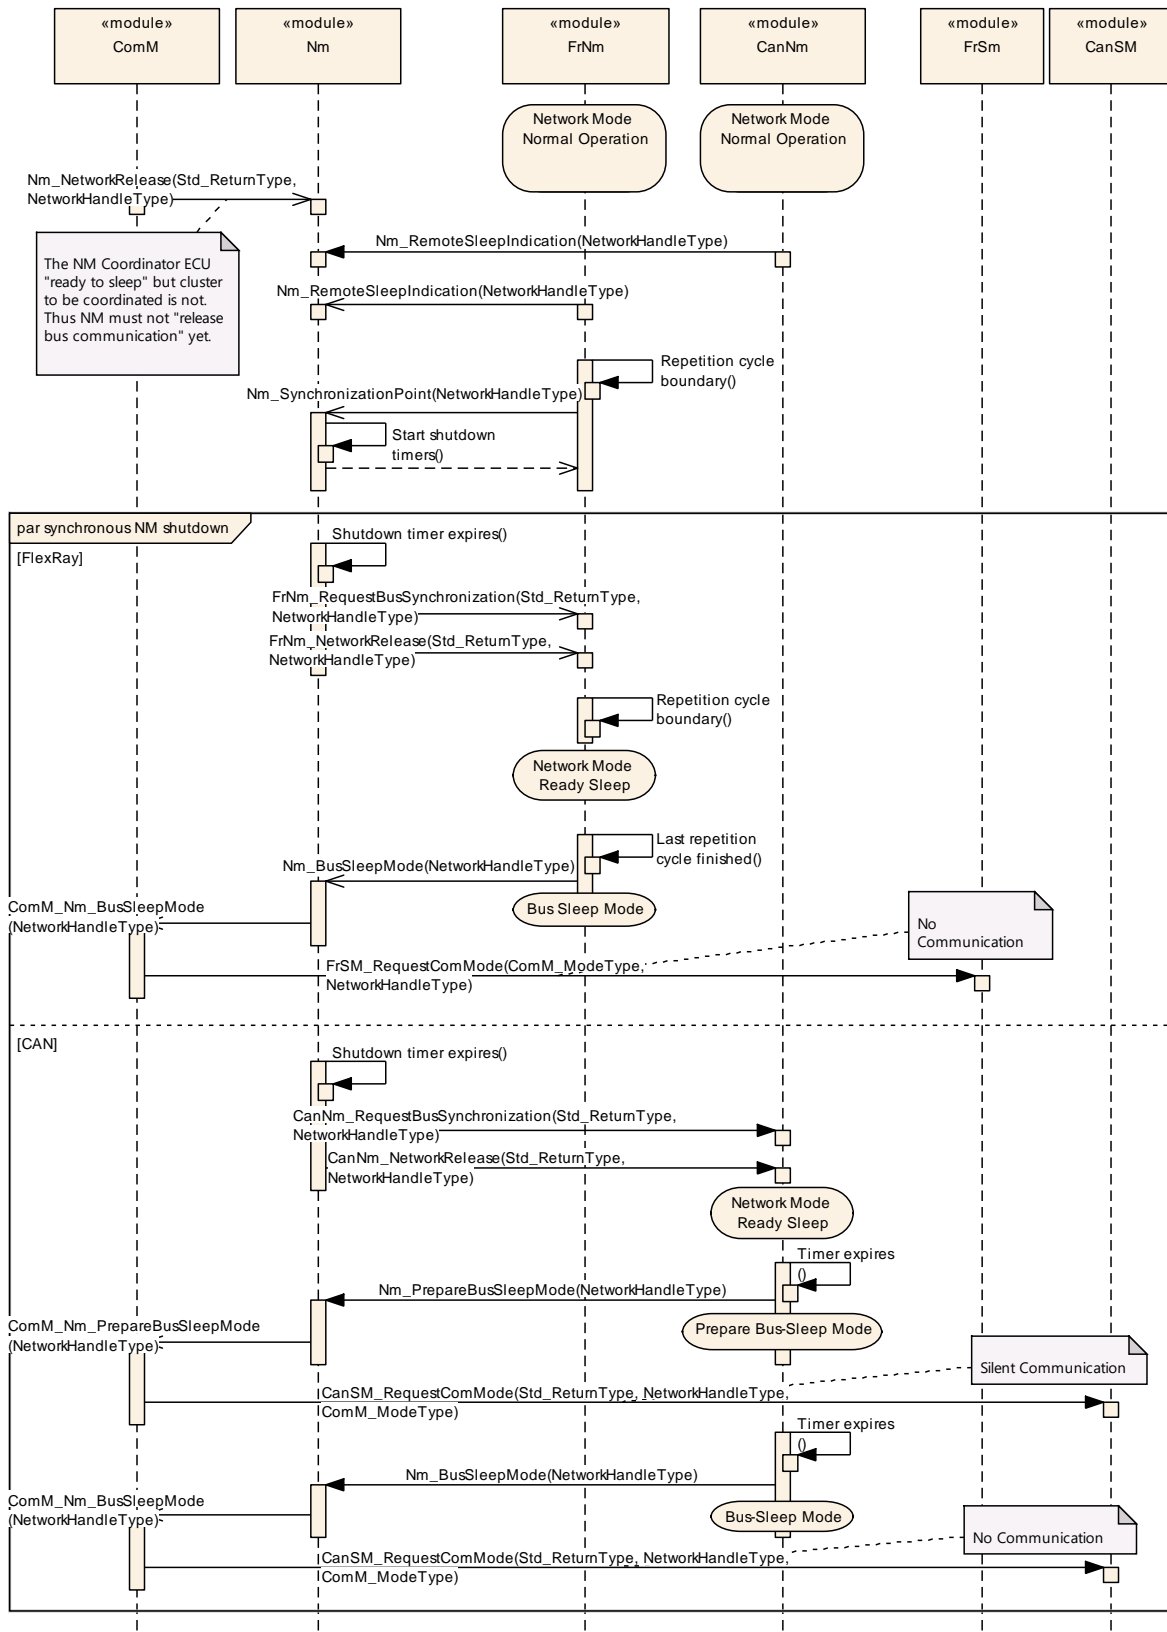 «module»
ComM
«module»
Nm
«module»
FrNm
«module»
CanNm
«module»
FrSm
«module»
CanSM
Network Mode
Normal Operation
Network Mode
Normal Operation
Nm_NetworkRelease(Std_ReturnType,
NetworkHandleType)
The NM Coordinator ECU
"ready to sleep" but cluster
to be coordinated is not.
Thus NM must not "release
bus communication" yet.
Nm_RemoteSleepIndication(NetworkHandleType)
Nm_RemoteSleepIndication(NetworkHandleType)
Repetition cycle
boundary()
Nm_SynchronizationPoint(NetworkHandleType)
Start shutdown
timers()
par synchronous NM shutdown
[FlexRay]
Shutdown timer expires()
FrNm_RequestBusSynchronization(Std_ReturnType,
NetworkHandleType)
FrNm_NetworkRelease(Std_ReturnType,
NetworkHandleType)
Repetition cycle
boundary()
Network Mode
Ready Sleep
Last repetition
cycle finished()
Nm_BusSleepMode(NetworkHandleType)
Bus Sleep Mode
ComM_Nm_BusSleepMode
(NetworkHandleType)
No
Communication
FrSM_RequestComMode(ComM_ModeType,
NetworkHandleType)
[CAN]
Shutdown timer expires()
CanNm_RequestBusSynchronization(Std_ReturnType,
NetworkHandleType)
CanNm_NetworkRelease(Std_ReturnType,
NetworkHandleType)
Network Mode
Ready Sleep
Timer expires
()
Nm_PrepareBusSleepMode(NetworkHandleType)
Prepare Bus-Sleep Mode
ComM_Nm_PrepareBusSleepMode
(NetworkHandleType)
Silent Communication
CanSM_RequestComMode(Std_ReturnType, NetworkHandleType,
ComM_ModeType)
Timer expires
()
Nm_BusSleepMode(NetworkHandleType)
Bus-Sleep Mode
ComM_Nm_BusSleepMode
(NetworkHandleType)
No Communication
CanSM_RequestComMode(Std_ReturnType, NetworkHandleType,
ComM_ModeType)